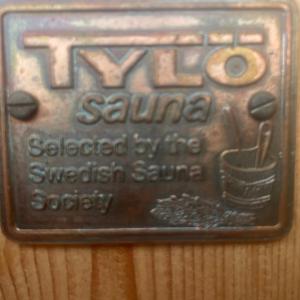 TYLÖ
sauna
Selected by the
Swedish Sauna
Society